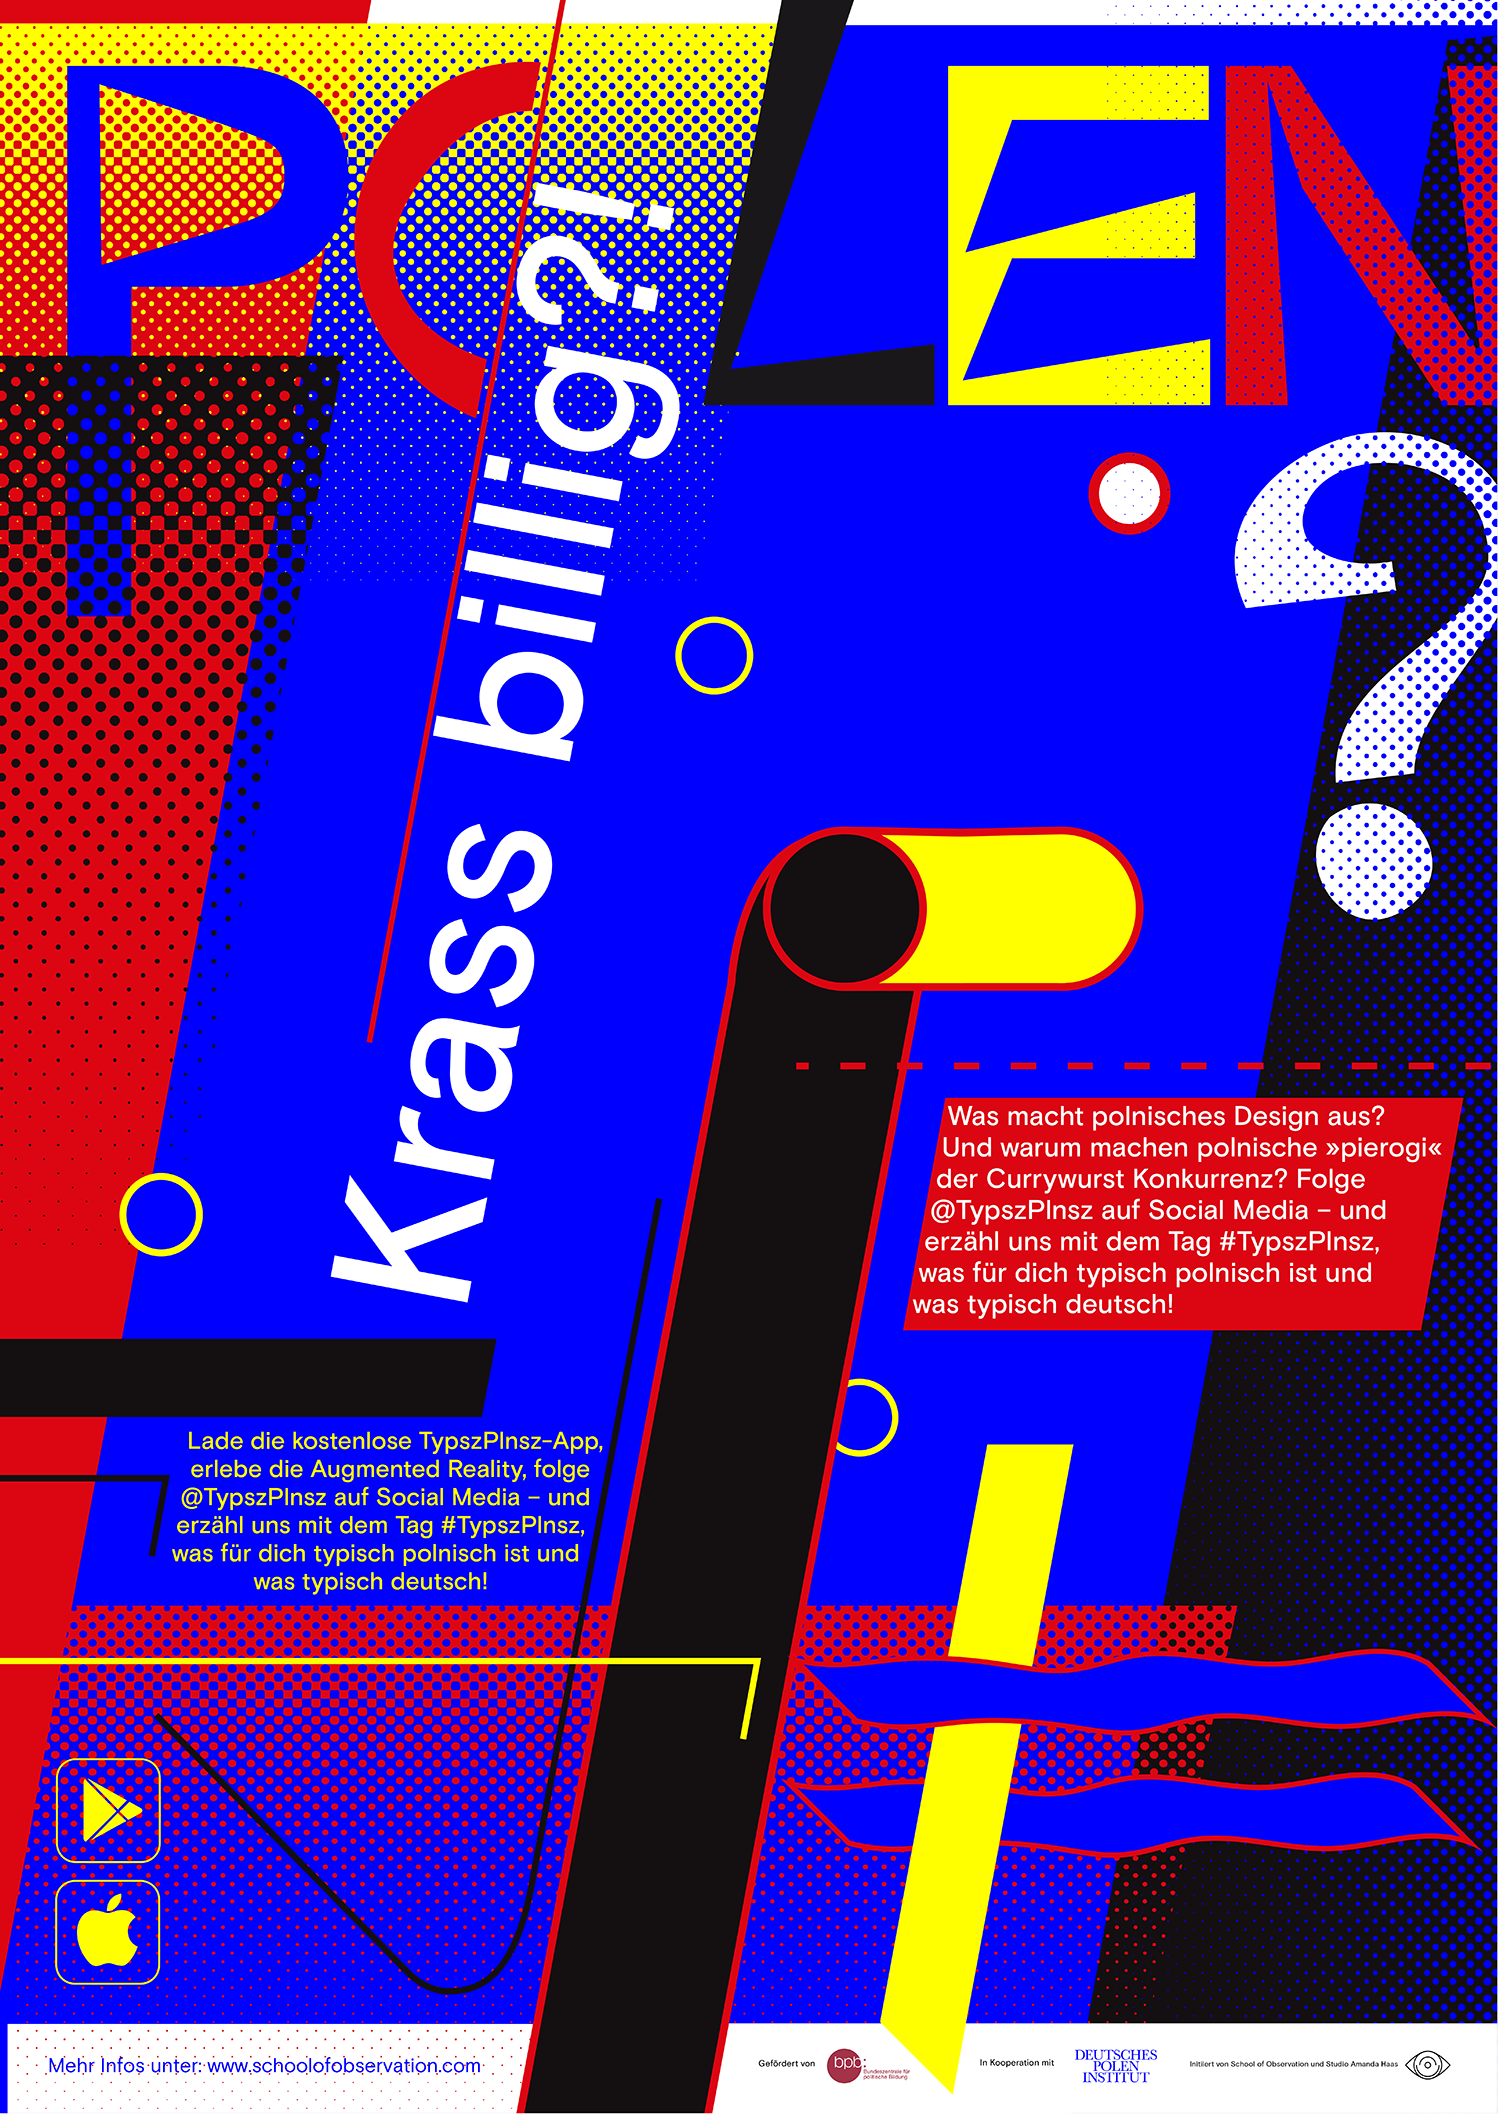 POLEN
?
Krass billig?!
Was macht polnisches Design aus?
Und warum machen polnische »pierogi«
der Currywurst Konkurrenz? Folge
@TypszPlnsz auf Social Media – und
erzähl uns mit dem Tag #TypszPlnsz,
was für dich typisch polnisch ist und
was typisch deutsch!
Lade die kostenlose TypszPlnsz-App,
erlebe die Augmented Reality, folge
@TypszPlnsz auf Social Media – und
erzähl uns mit dem Tag #TypszPlnsz,
was für dich typisch polnisch ist und
was typisch deutsch!
Mehr Infos unter: www.schoolofobservation.com
Gefördert von
bpb:
Bundeszentrale für
politische Bildung
In Kooperation mit
DEUTSCHES
POLEN
INSTITUT
Initiiert von School of Observation und Studio Amanda Haas